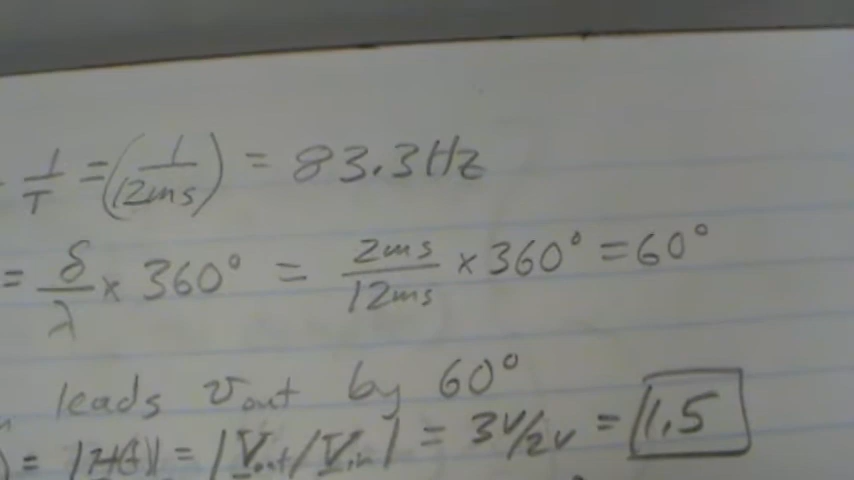 1/T = (1/12ms) = 83.3Hz
= δ/λ x 360° = 2ms/12ms x 360° = 60°
leads Vout by 60°
) = |H(f)| = |Vout/Vin| = 3V/2V = 1.5